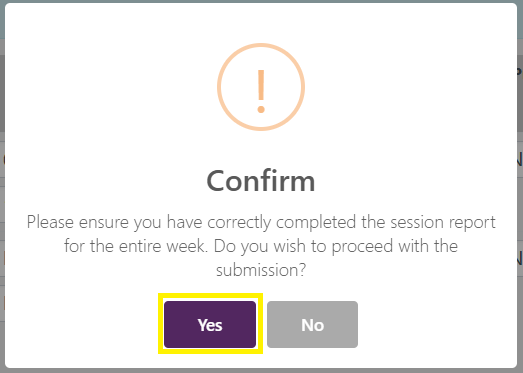 Confirm
Please ensure you have correctly completed the session report
for the entire week. Do you wish to proceed with the
submission?
Yes
No